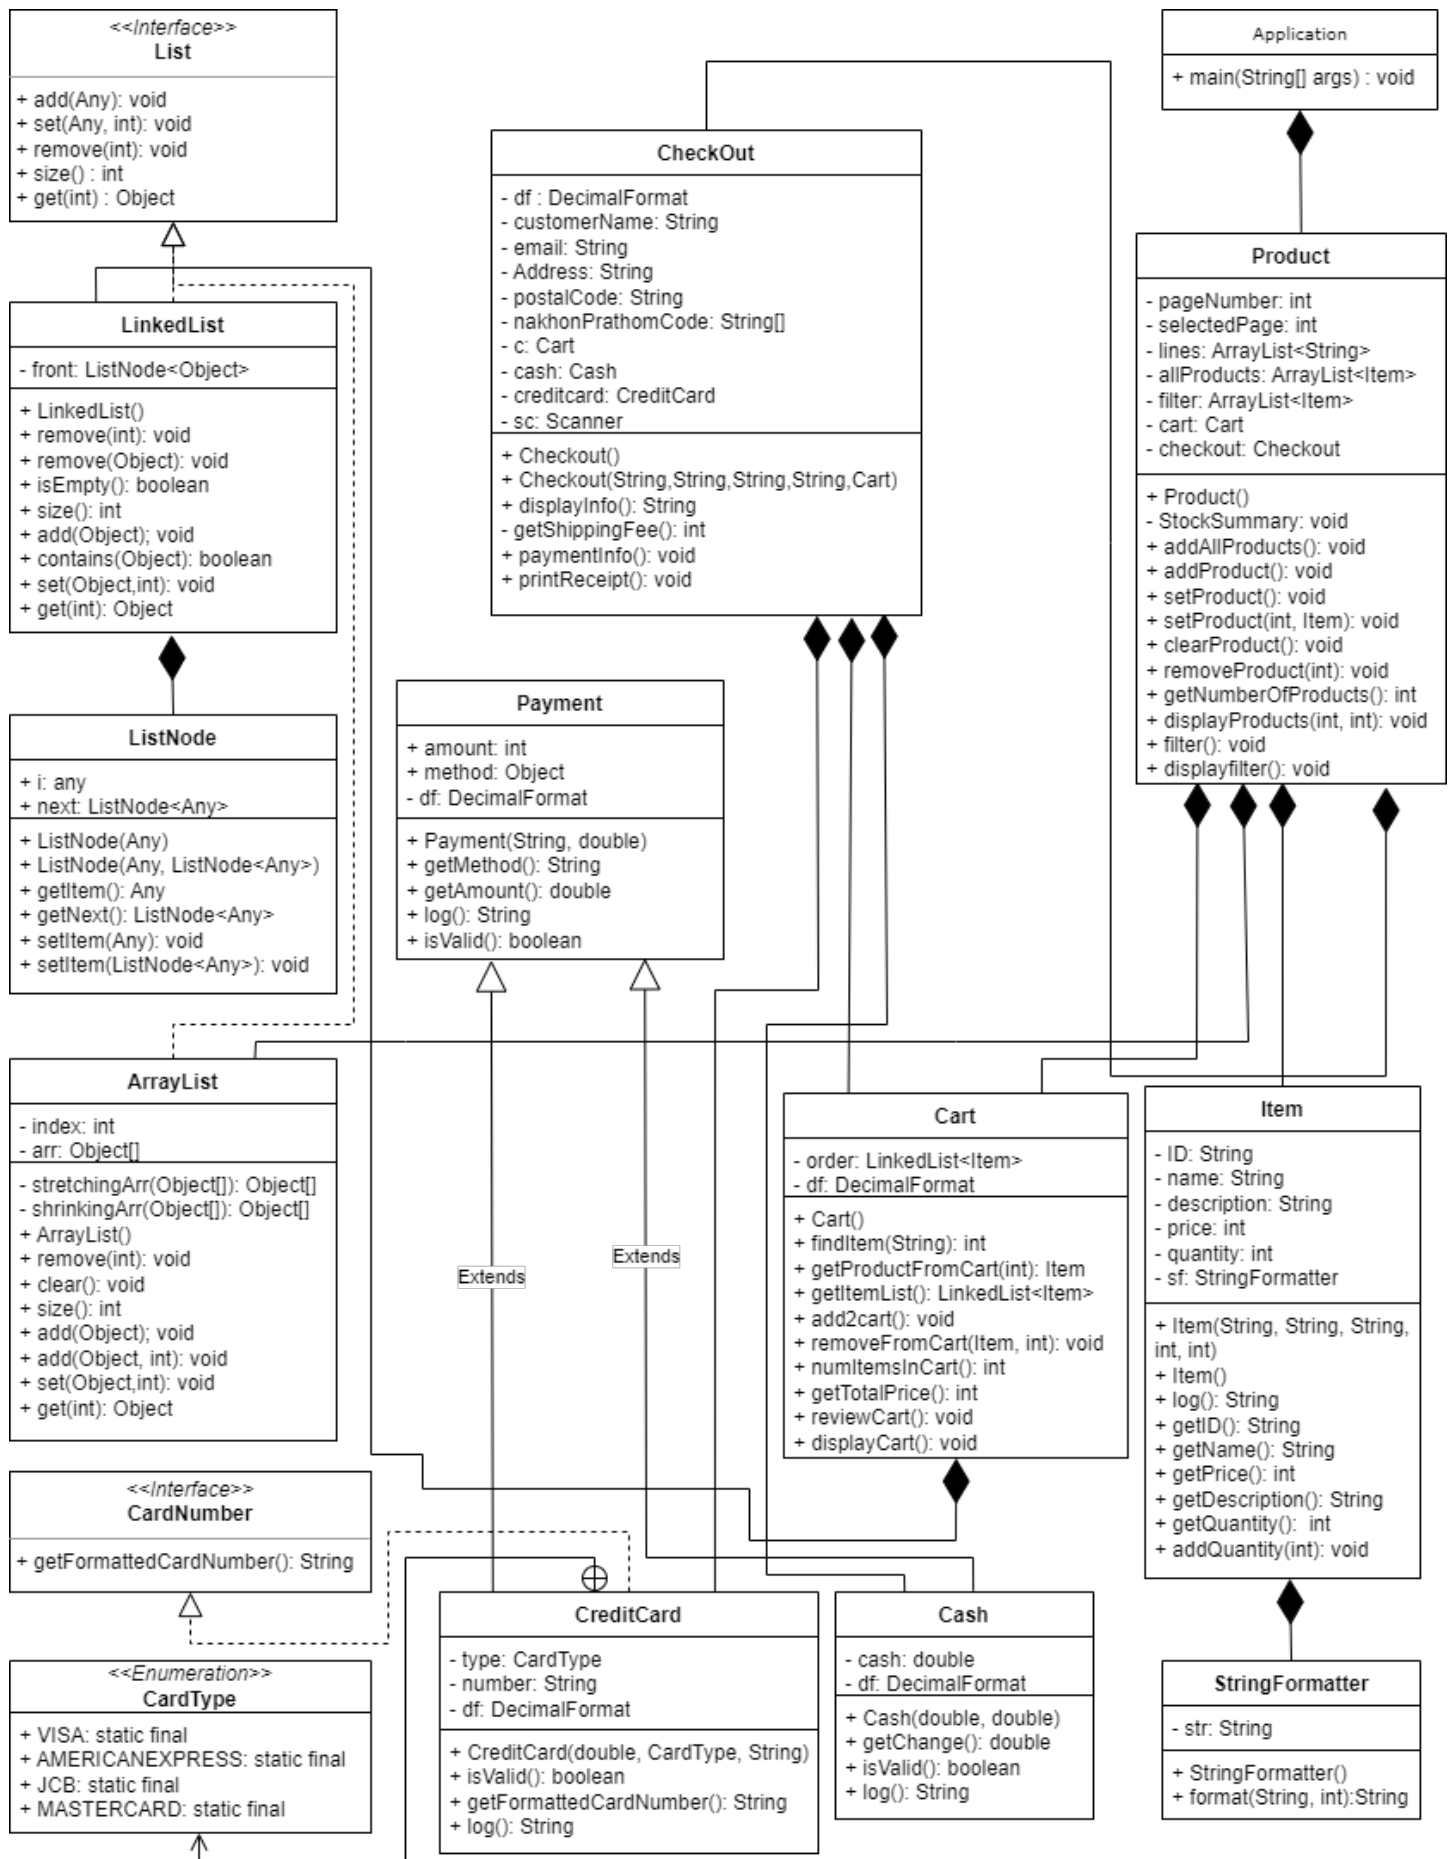 <<Interface>>
List
+ add(Any): void
+ set(Any, int): void
+ remove(int): void
+ size() : int
+ get(int) : Object
Application
+ main(String[] args) : void
CheckOut
- df : DecimalFormat
- customerName: String
- email: String
- Address: String
- postalCode: String
- nakhonPrathomCode: String[]
- c: Cart
- cash: Cash
- creditcard: CreditCard
- sc: Scanner
+ Checkout()
+ Checkout(String,String,String,String,Cart)
+ displayInfo(): String
- getShippingFee(): int
+ paymentInfo(): void
+ printReceipt(): void
Product
- pageNumber: int
- selectedPage: int
- lines: ArrayList<String>
- allProducts: ArrayList<Item>
- filter: ArrayList<Item>
- cart: Cart
- checkout: Checkout
+ Product()
- StockSummary: void
+ addAllProducts(): void
+ addProduct(): void
+ setProduct(): void
+ setProduct(int, Item): void
+ clearProduct(): void
+ removeProduct(int): void
+ getNumberOfProducts(): int
+ displayProducts(int, int): void
+ filter(): void
+ displayfilter(): void
LinkedList
- front: ListNode<Object>
+ LinkedList()
+ remove(int): void
+ remove(Object): void
+ isEmpty(): boolean
+ size(): int
+ add(Object); void
+ contains(Object): boolean
+ set(Object,int): void
+ get(int): Object
ListNode
+ i: any
+ next: ListNode<Any>
+ ListNode(Any)
+ ListNode(Any, ListNode<Any>)
+ getItem(): Any
+ getNext(): ListNode<Any>
+ setItem(Any): void
+ setItem(ListNode<Any>): void
Payment
+ amount: int
+ method: Object
- df: DecimalFormat
+ Payment(String, double)
+ getMethod(): String
+ getAmount(): double
+ log(): String
+ isValid(): boolean
ArrayList
- index: int
- arr: Object[]
- stretchingArr(Object[]): Object[]
- shrinkingArr(Object[]): Object[]
+ ArrayList()
+ remove(int): void
+ clear(): void
+ size(): int
+ add(Object); void
+ add(Object, int): void
+ set(Object,int): void
+ get(int): Object
Extends
Extends
Cart
- order: LinkedList<Item>
- df: DecimalFormat
+ Cart()
+ findItem(String): int
+ getProductFromCart(int): Item
+ getItemList(): LinkedList<Item>
+ add2cart(): void
+ removeFromCart(Item, int): void
+ numItemsInCart(): int
+ getTotalPrice(): int
+ reviewCart(): void
+ displayCart(): void
Item
- ID: String
- name: String
- description: String
- price: int
- quantity: int
- sf: StringFormatter
+ Item(String, String, String,
int, int)
+ Item()
+ log(): String
+ getID(): String
+ getName(): String
+ getPrice(): int
+ getDescription(): String
+ getQuantity():  int
+ addQuantity(int): void
<<Interface>>
CardNumber
+ getFormattedCardNumber(): String
<<Enumeration>>
CardType
+ VISA: static final
+ AMERICANEXPRESS: static final
+ JCB: static final
+ MASTERCARD: static final
CreditCard
- type: CardType
- number: String
- df: DecimalFormat
+ CreditCard(double, CardType, String)
+ isValid(): boolean
+ getFormattedCardNumber(): String
+ log(): String
Cash
- cash: double
- df: DecimalFormat
+ Cash(double, double)
+ getChange(): double
+ isValid(): boolean
+ log(): String
StringFormatter
- str: String
+ StringFormatter()
+ format(String, int):String